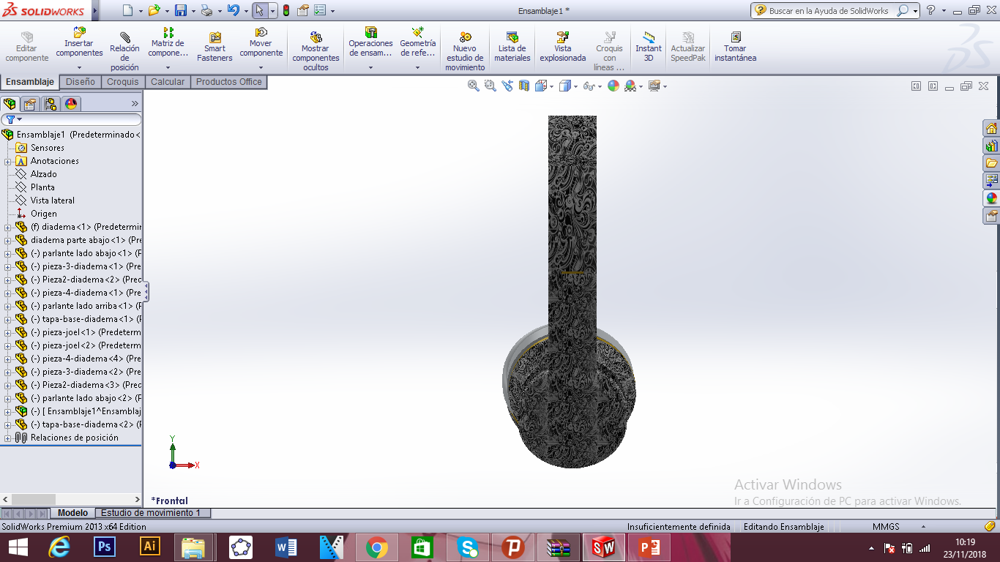 SOLIDWORKS
Ensamblaje1 *
Buscar en la Ayuda de SolidWorks
Editar componente
Insertar componentes
Relación de posición
Matriz de compone...
Smart Fasteners
Mover componente
Mostrar componentes ocultos
Operaciones de ensam...
Geometría de refe...
Nuevo estudio de movimiento
Lista de materiales
Vista explosionada
Croquis con líneas ...
Instant 3D
Actualizar SpeedPak
Tomar instantánea
Ensamblaje
Diseño
Croquis
Calcular
Productos Office
Ensamblaje1 (Predeterminado<
Sensores
Anotaciones
Alzado
Planta
Vista lateral
Origen
(f) diadema<1> (Predetermin
diadema parte abajo<1> (Pre
(-) parlante lado abajo<1> (P
(-) pieza-3-diadema<1> (Pred
(-) Pieza2-diadema<2> (Prec
(-) pieza-4-diadema<1> (Pre
(-) parlante lado arriba<1> (P
(-) tapa-base-diadema<1> (P
(-) pieza-joel<1> (Predeterm
(-) pieza-joel<2> (Predeterm
(-) pieza-4-diadema<4> (Pre
(-) pieza-3-diadema<2> (Pred
(-) Pieza2-diadema<3> (Prec
(-) parlante lado abajo<2> (P
(-) [ Ensamblaje1^Ensamblaj
(-) tapa-base-diadema<2> (P
Relaciones de posición
Y
X
*Frontal
Activar Windows
Ir a Configuración de PC para activar Windows.
Modelo
Estudio de movimiento 1
SolidWorks Premium 2013 x64 Edition
Insuficientemente definida
Editando Ensamblaje
MMGS
Ps
Ai
10:19
23/11/2018